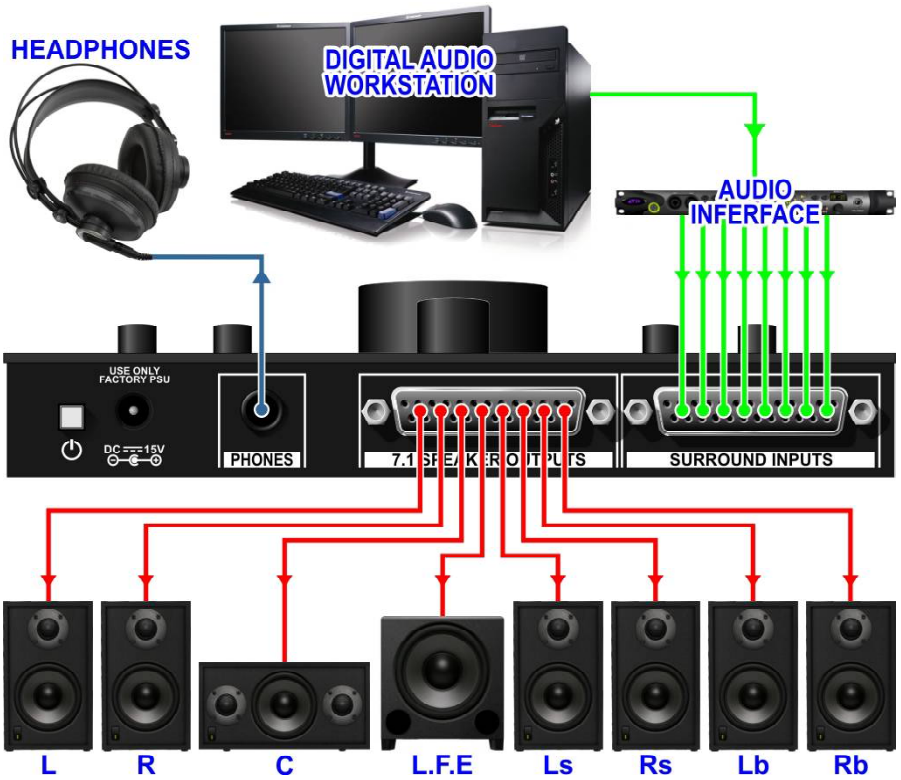 HEADPHONES
DIGITAL AUDIO
WORKSTATION
AUDIO
INFERFACE
USE ONLY
FACTORY PSU
DC 15V
PHONES
7.1 SPEAKER OUTPUTS
SURROUND INPUTS
L
R
C
L.F.E
Ls
Rs
Lb
Rb